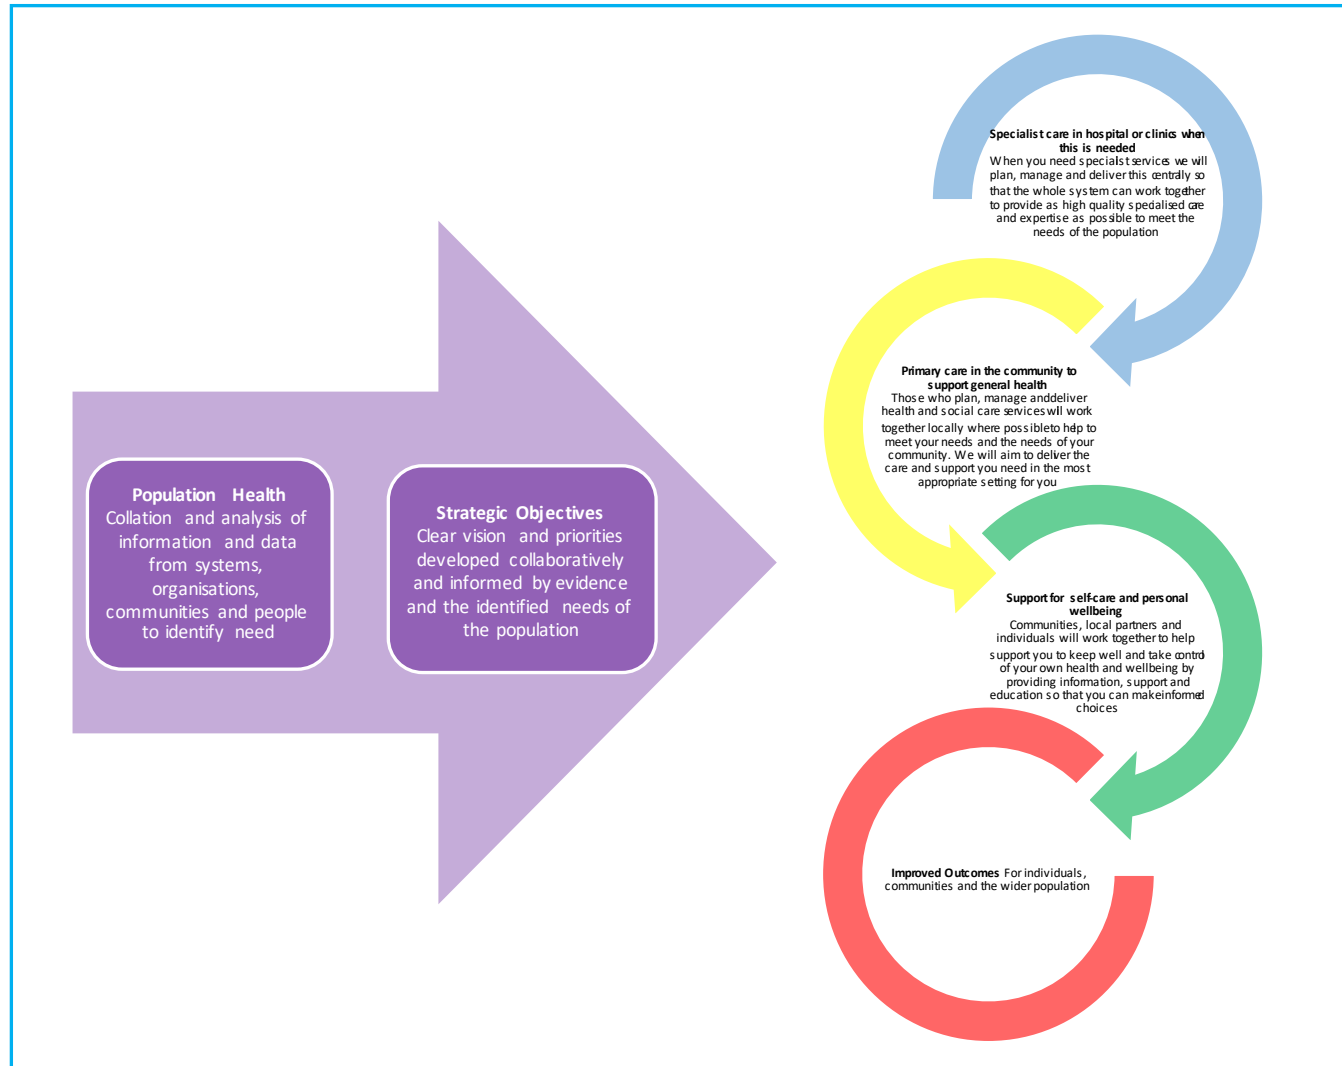 Population Health
Collation and analysis of
information and data
from systems,
organisations,
communities and people
to identify need
Strategic Objectives
Clear vision and priorities
developed collaboratively
and informed by evidence
and the identified needs of
the population
Specialist care in hospital or clinics when
this is needed
When you need specialist services we will
plan, manage and deliver this centrally so
that the whole system can work together
to provide as high quality specialised care
and expertise as possible to meet the
needs of the population
Primary care in the community to
support general health
Those who plan, manage anddeliver
health and social care services will work
together locally where possibleto help to
meet your needs and the needs of your
community. We will aim to deliver the
care and support you need in the most
appropriate setting for you
Support for self-care and personal
wellbeing
Communities, local partners and
individuals will work together to help
support you to keep well and take control
of your own health and wellbeing by
providing information, support and
education so that you can makeinformed
choices
Improved Outcomes For individuals,
communities and the wider population